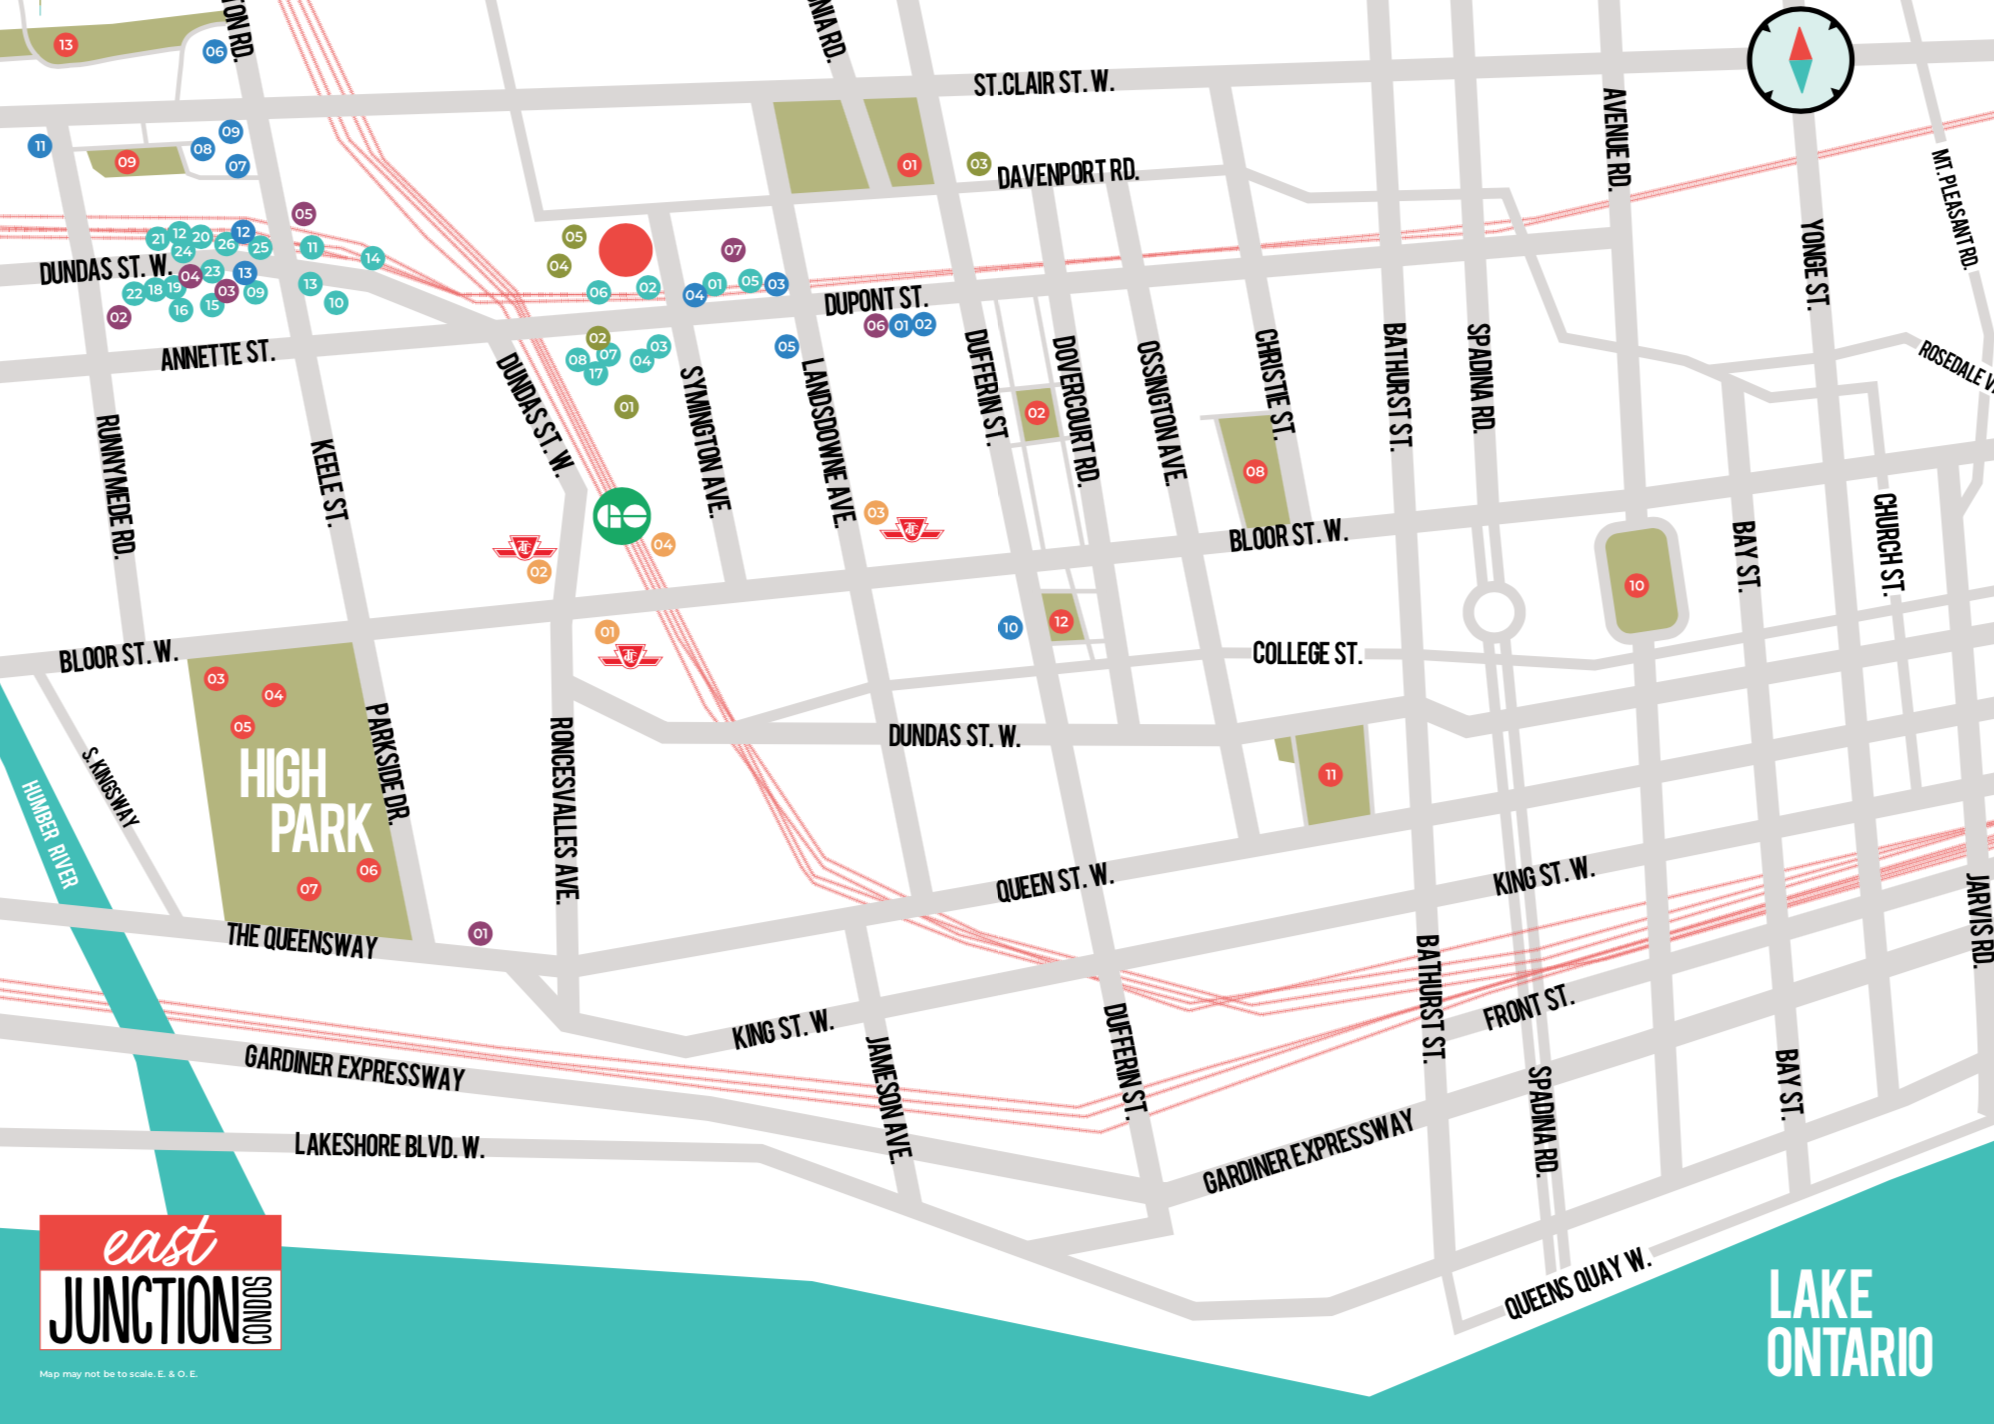 TON RD.
NIA RD.
13
06
ST.CLAIR ST. W.
AVENUE RD.
11
09
08
09
07
01
03
DAVENPORT RD.
MT. PLEASANT RD.
05
21
12
20
12
24
26
25
11
14
05
07
YONGE ST.
DUNDAS ST. W.
04
23
13
04
22
18
19
03
09
13
06
02
04
01
05
03
DUPONT ST.
02
16
15
10
06
01
02
ANNETTE ST.
02
08
07
04
03
17
05
01
DUNDAS ST. W.
SYMINGTON AVE.
LANDSDOWNE AVE.
DUFFERIN ST.
DOVERCOURT RD.
OSSINGTON AVE.
CHRISTIE ST.
BATHURST ST.
SPADINA RD.
02
08
RUNNYMEDE RD.
KEELE ST.
GO
TTC
02
04
03
TTC
BLOOR ST. W.
BAY ST.
CHURCH ST.
10
01
TTC
10
12
BLOOR ST. W.
COLLEGE ST.
03
04
05
HIGH
PARK
PARKSIDE DR.
06
07
S. KINGSWAY
HUMBER RIVER
RONCESVALLES AVE.
DUNDAS ST. W.
11
01
THE QUEENSWAY
QUEEN ST. W.
KING ST. W.
JARVIS RD.
KING ST. W.
FRONT ST.
BATHURST ST.
GARDINER EXPRESSWAY
JAMESON AVE.
DUFFERIN ST.
SPADINA RD.
BAY ST.
LAKESHORE BLVD. W.
GARDINER EXPRESSWAY
QUEENS QUAY W.
east
JUNCTION
CONDOS
Map may not be to scale. E. & O. E.
LAKE
ONTARIO